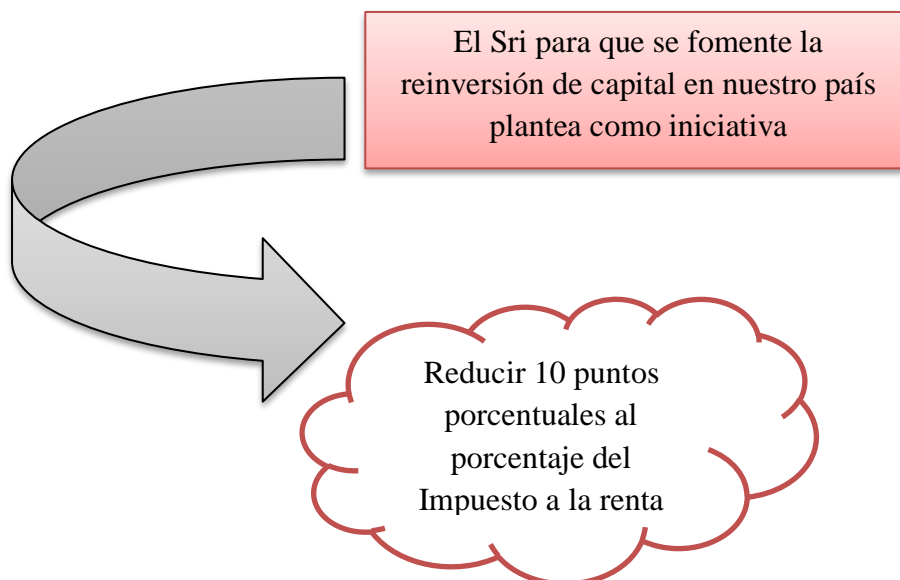 El Sri para que se fomente la
reinversión de capital en nuestro país
plantea como iniciativa
Reducir 10 puntos
porcentuales al
porcentaje del
Impuesto a la renta